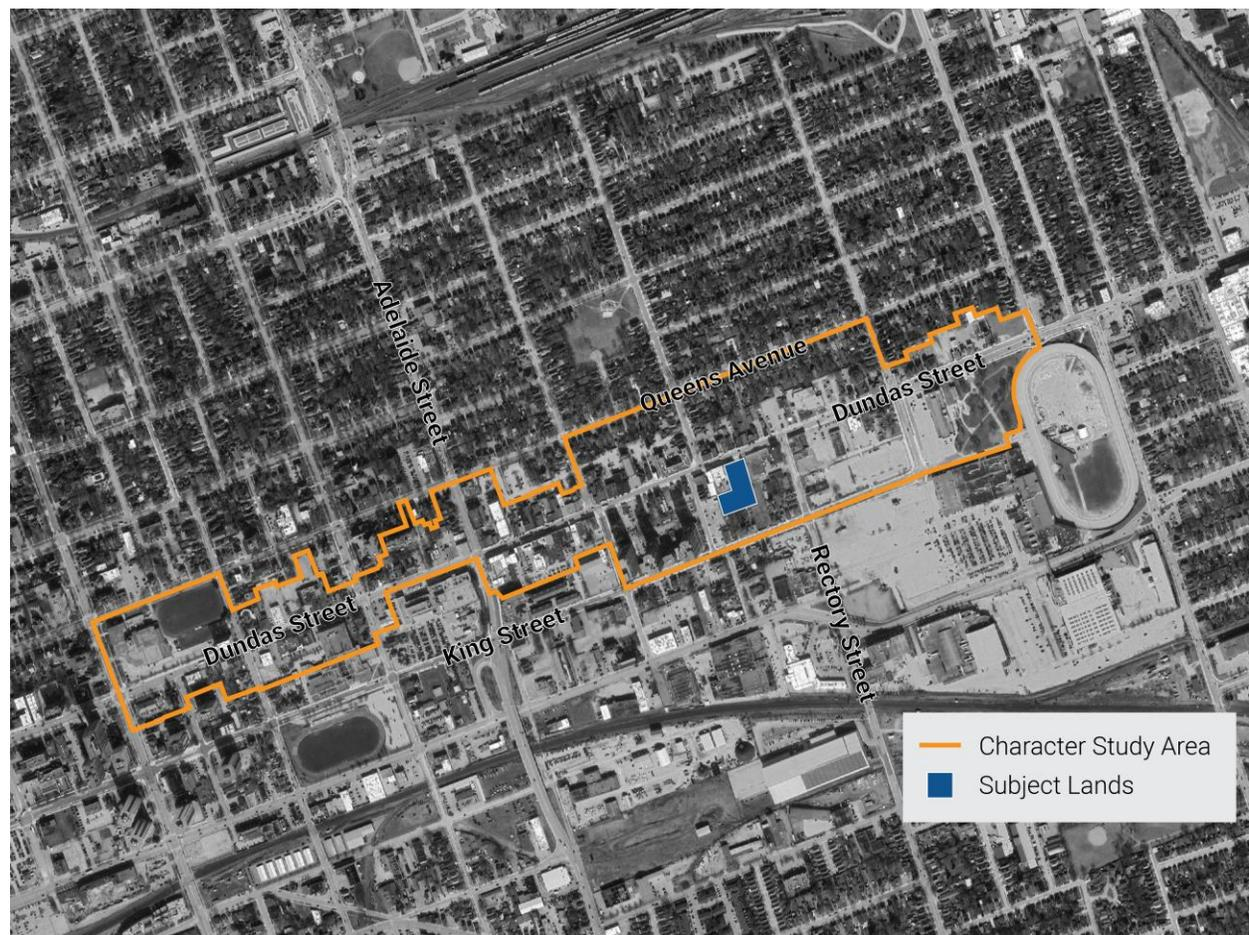 Adelaide Street
Queens Avenue
Dundas Street
Dundas Street
King Street
Rectory Street
Character Study Area
Subject Lands